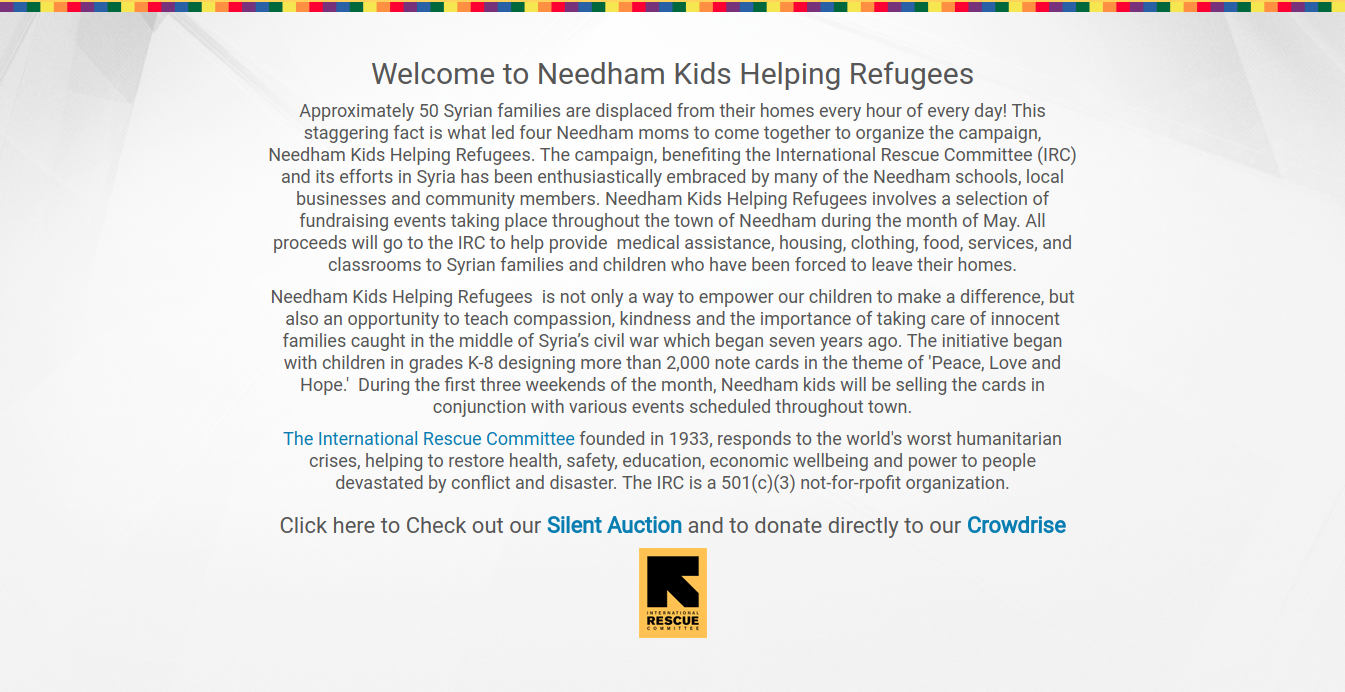 Welcome to Needham Kids Helping Refugees
Approximately 50 Syrian families are displaced from their homes every hour of every day! This
staggering fact is what led four Needham moms to come together to organize the campaign,
Needham Kids Helping Refugees. The campaign, benefiting the International Rescue Committee (IRC)
and its efforts in Syria has been enthusiastically embraced by many of the Needham schools, local
businesses and community members. Needham Kids Helping Refugees involves a selection of
fundraising events taking place throughout the town of Needham during the month of May. All
proceeds will go to the IRC to help provide  medical assistance, housing, clothing, food, services, and
classrooms to Syrian families and children who have been forced to leave their homes.
Needham Kids Helping Refugees  is not only a way to empower our children to make a difference, but
also an opportunity to teach compassion, kindness and the importance of taking care of innocent
families caught in the middle of Syria’s civil war which began seven years ago. The initiative began
with children in grades K-8 designing more than 2,000 note cards in the theme of 'Peace, Love and
Hope.'  During the first three weekends of the month, Needham kids will be selling the cards in
conjunction with various events scheduled throughout town.
The International Rescue Committee founded in 1933, responds to the world's worst humanitarian
crises, helping to restore health, safety, education, economic wellbeing and power to people
devastated by conflict and disaster. The IRC is a 501(c)(3) not-for-rpofit organization.
Click here to Check out our Silent Auction and to donate directly to our Crowdrise
INTERNATIONAL
RESCUE
COMMITTEE